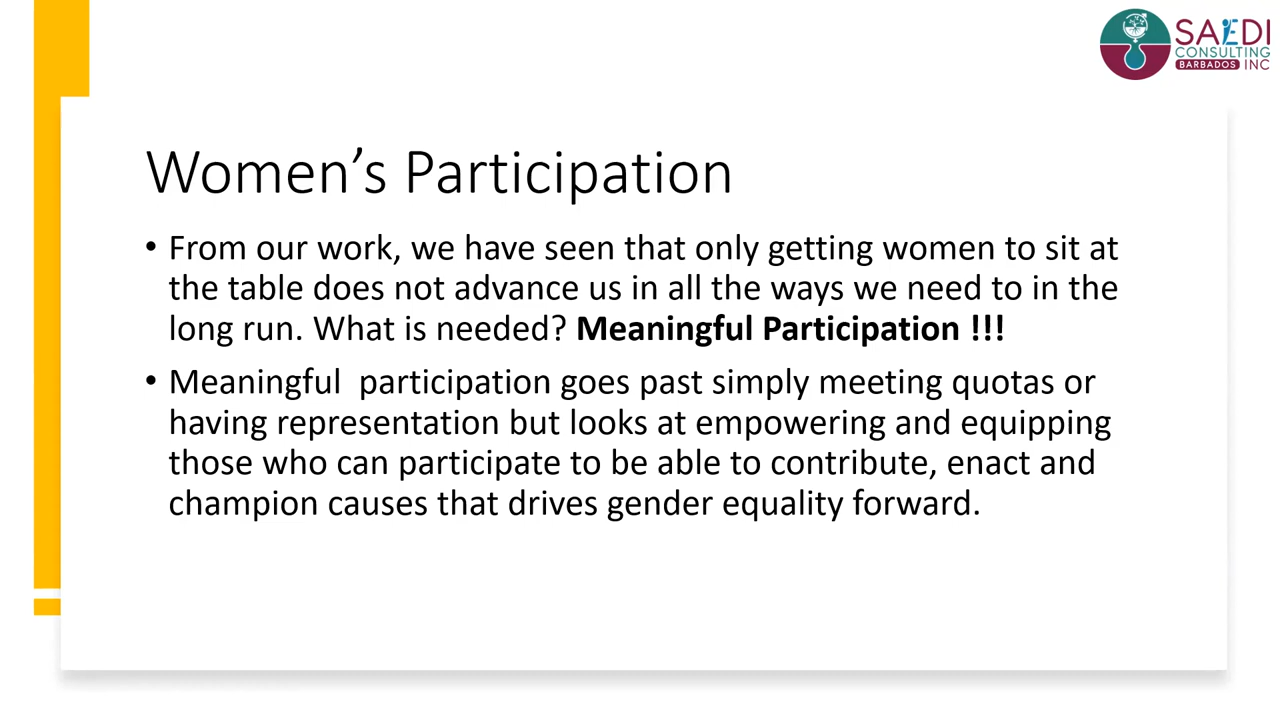 SAEDI
CONSULTING
BARBADOS INC
Women’s Participation
• From our work, we have seen that only getting women to sit at
the table does not advance us in all the ways we need to in the
long run. What is needed? Meaningful Participation !!!
• Meaningful  participation goes past simply meeting quotas or
having representation but looks at empowering and equipping
those who can participate to be able to contribute, enact and
champion causes that drives gender equality forward.